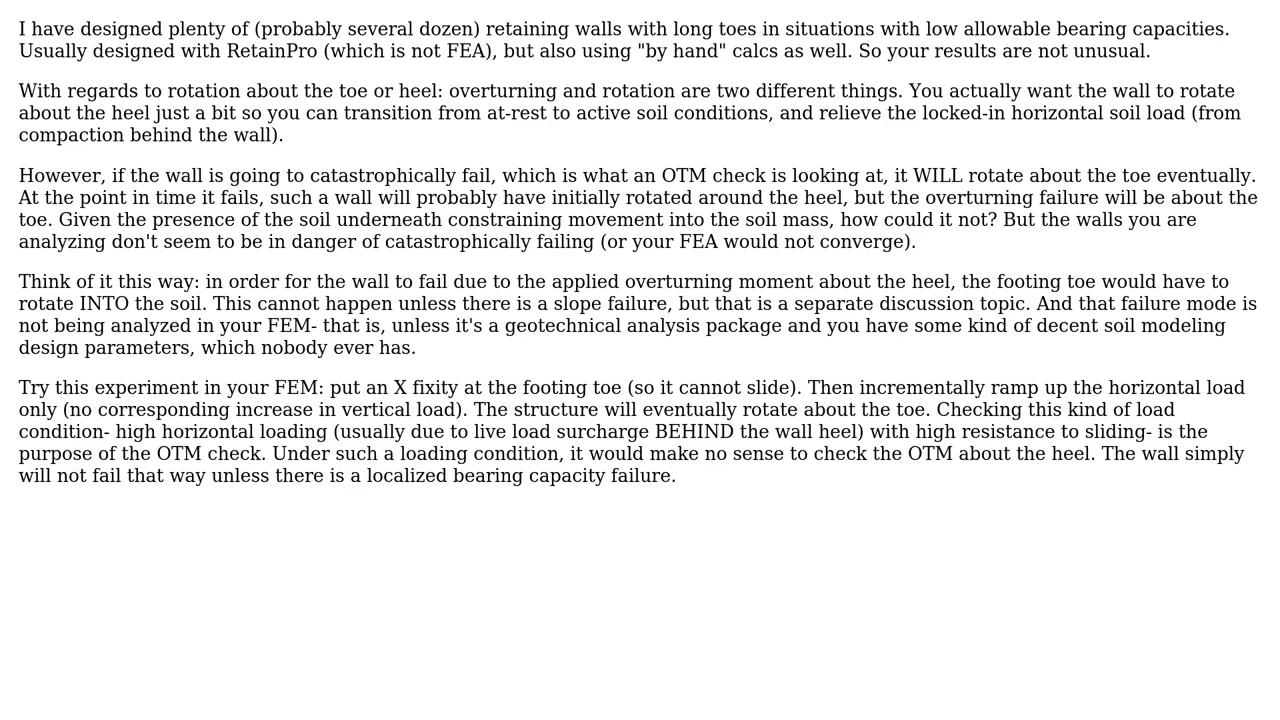 I have designed plenty of (probably several dozen) retaining walls with long toes in situations with low allowable bearing capacities.
Usually designed with RetainPro (which is not FEA), but also using "by hand" calcs as well. So your results are not unusual.
With regards to rotation about the toe or heel: overturning and rotation are two different things. You actually want the wall to rotate
about the heel just a bit so you can transition from at-rest to active soil conditions, and relieve the locked-in horizontal soil load (from
compaction behind the wall).
However, if the wall is going to catastrophically fail, which is what an OTM check is looking at, it WILL rotate about the toe eventually.
At the point in time it fails, such a wall will probably have initially rotated around the heel, but the overturning failure will be about the
toe. Given the presence of the soil underneath constraining movement into the soil mass, how could it not? But the walls you are
analyzing don't seem to be in danger of catastrophically failing (or your FEA would not converge).
Think of it this way: in order for the wall to fail due to the applied overturning moment about the heel, the footing toe would have to
rotate INTO the soil. This cannot happen unless there is a slope failure, but that is a separate discussion topic. And that failure mode is
not being analyzed in your FEM- that is, unless it's a geotechnical analysis package and you have some kind of decent soil modeling
design parameters, which nobody ever has.
Try this experiment in your FEM: put an X fixity at the footing toe (so it cannot slide). Then incrementally ramp up the horizontal load
only (no corresponding increase in vertical load). The structure will eventually rotate about the toe. Checking this kind of load
condition- high horizontal loading (usually due to live load surcharge BEHIND the wall heel) with high resistance to sliding- is the
purpose of the OTM check. Under such a loading condition, it would make no sense to check the OTM about the heel. The wall simply
will not fail that way unless there is a localized bearing capacity failure.